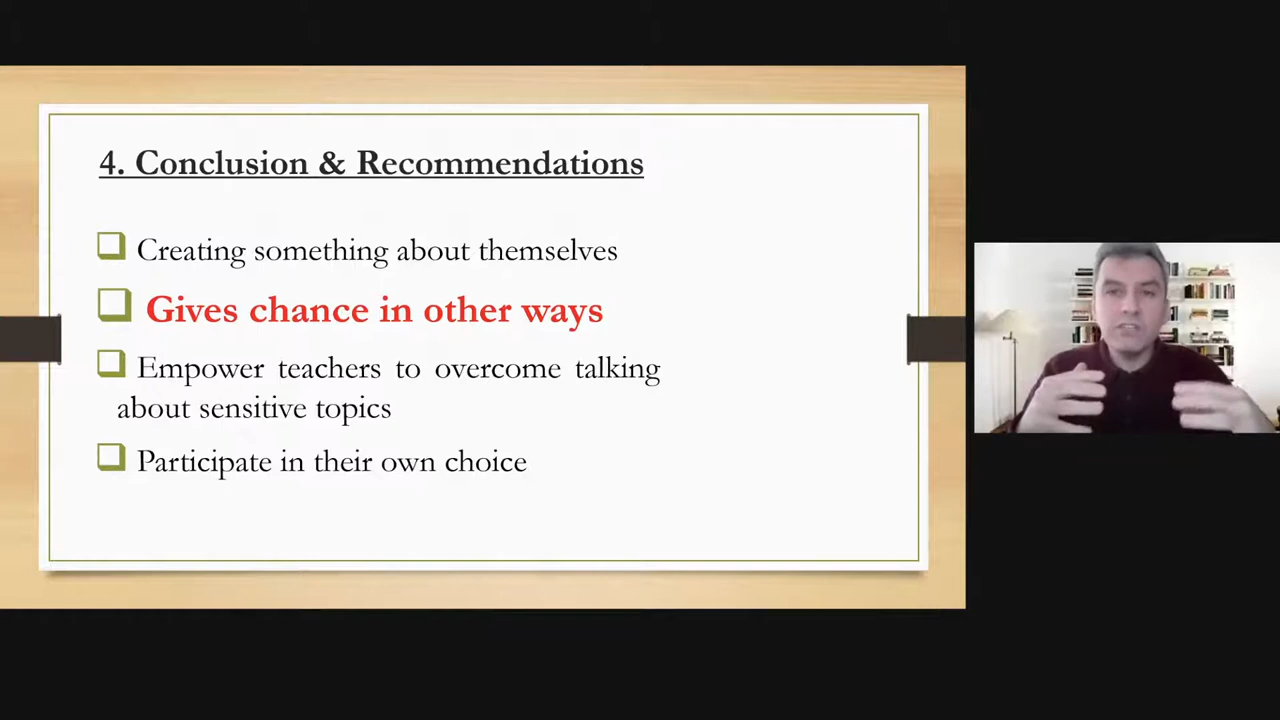 4. Conclusion & Recommendations
Creating something about themselves
Gives chance in other ways
Empower teachers to overcome talking
about sensitive topics
Participate in their own choice